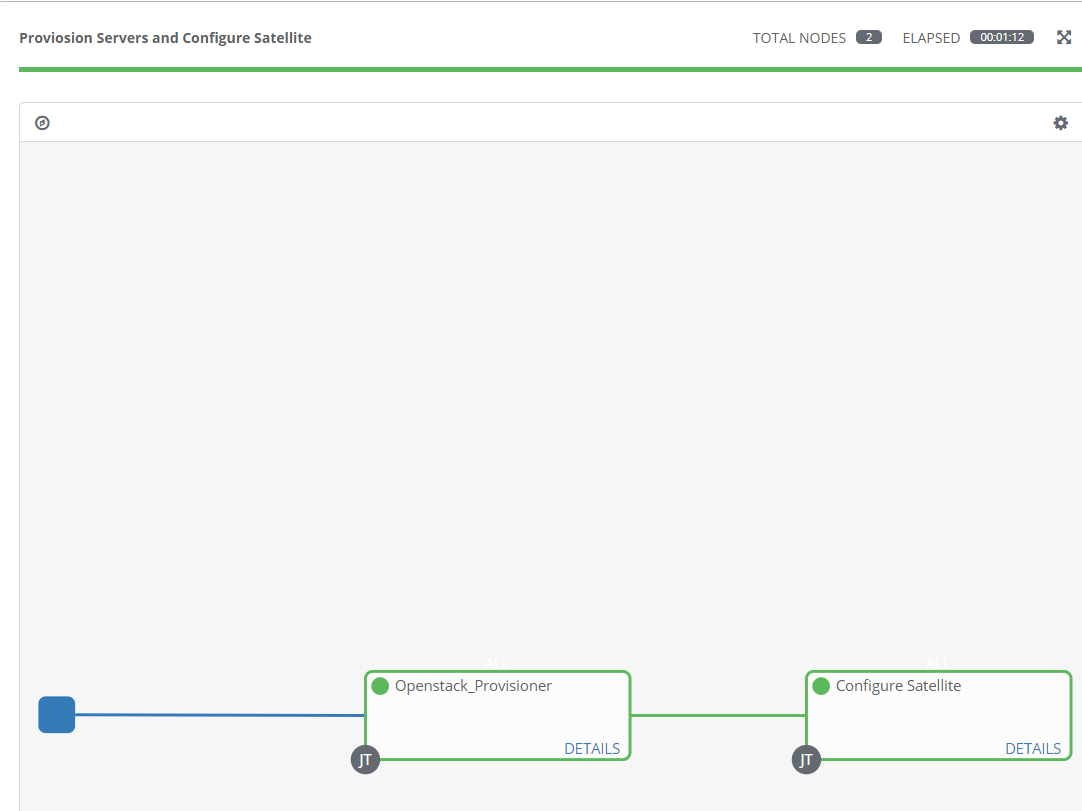 Proviosion Servers and Configure Satellite
TOTAL NODES 2 ELAPSED 00:01:12
ALL
Openstack_Provisioner
DETAILS
JT
ALL
Configure Satellite
DETAILS
JT